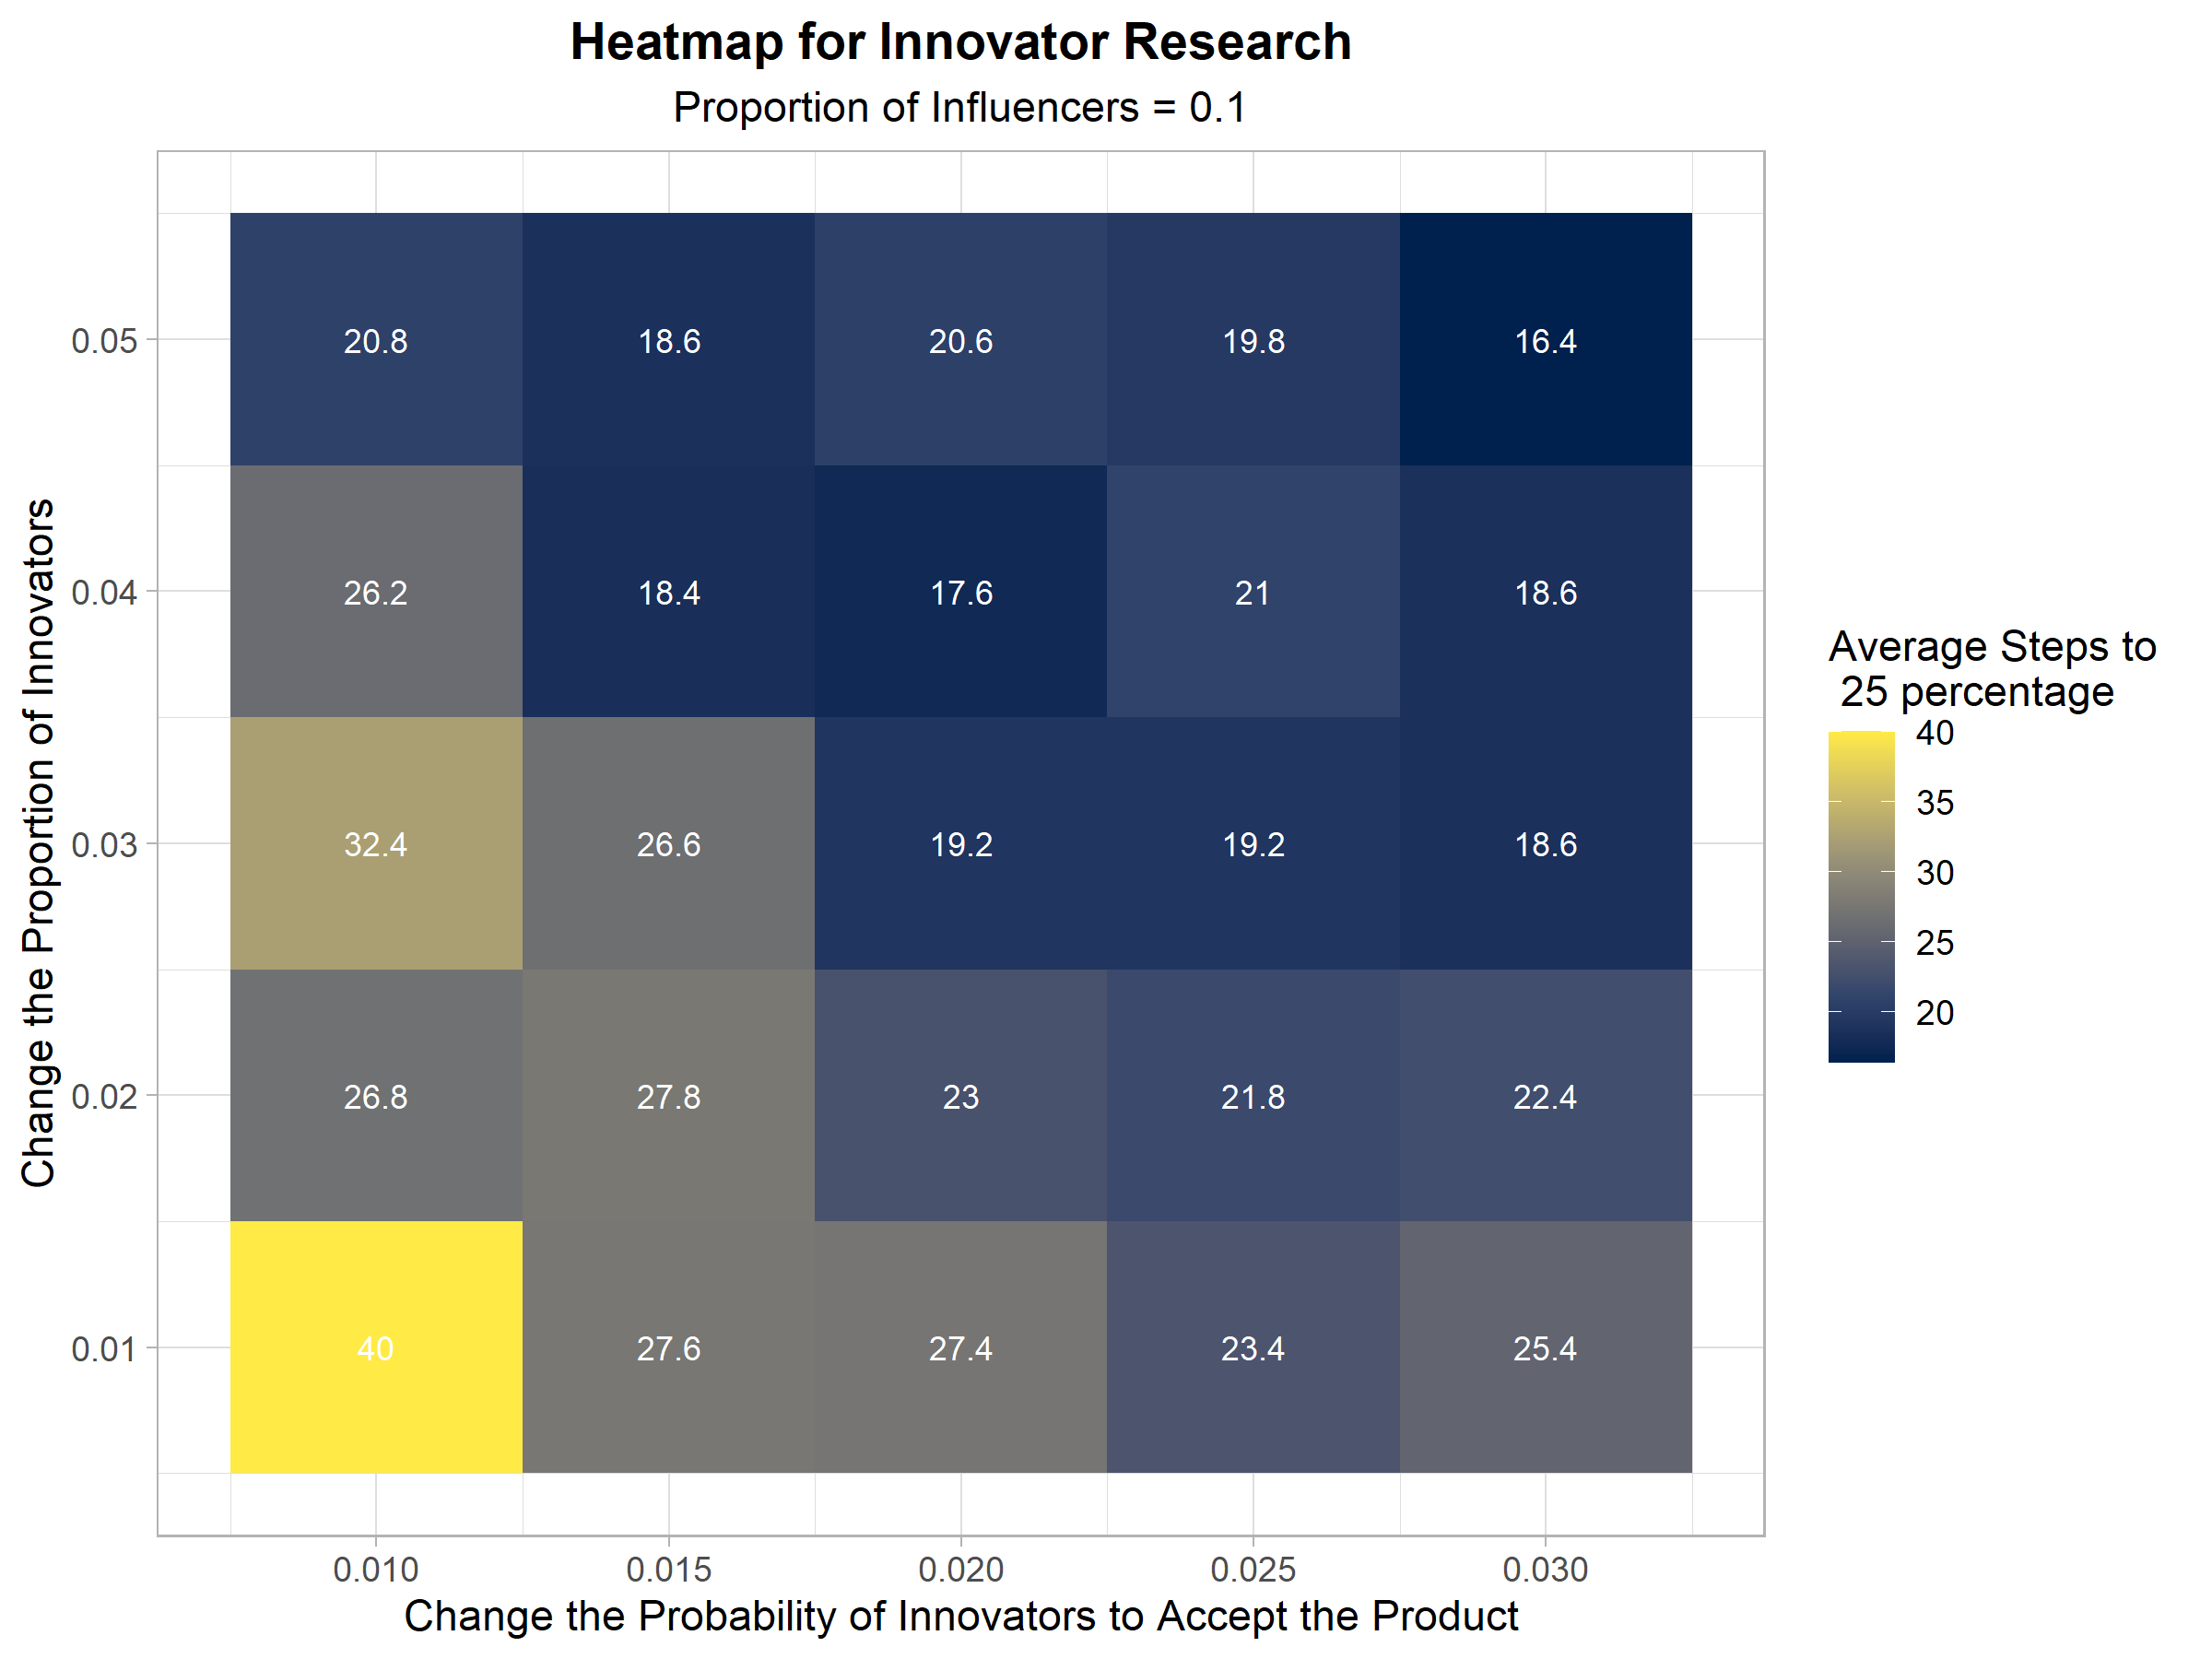 Heatmap for Innovator Research
Proportion of Influencers = 0.1
Change the Proportion of Innovators
0.05
20.8 18.6 20.6 19.8 16.4
0.04
26.2 18.4 17.6 21 18.6
0.03
32.4 26.6 19.2 19.2 18.6
0.02
26.8 27.8 23 21.8 22.4
0.01
40 27.6 27.4 23.4 25.4
0.010 0.015 0.020 0.025 0.030
Change the Probability of Innovators to Accept the Product
Average Steps to
25 percentage
40
35
30
25
20